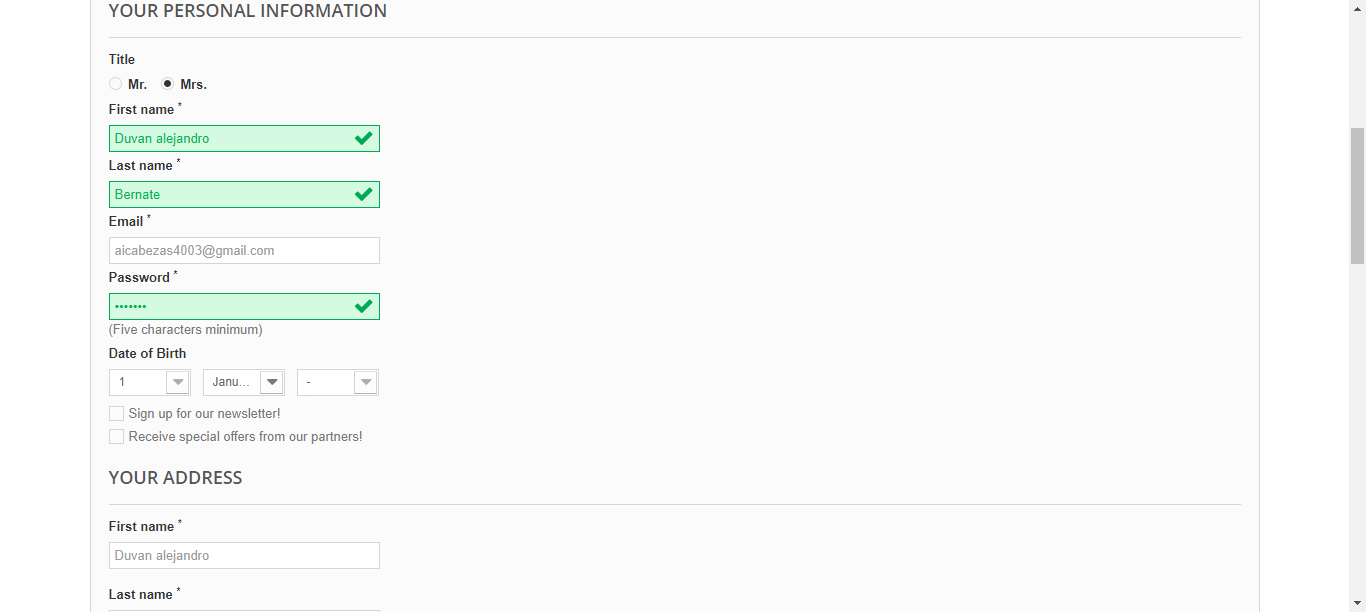 YOUR PERSONAL INFORMATION
Title
Mr. Mrs.
First name *
Duvan alejandro
Last name *
Bernate
Email *
aicabezas4003@gmail.com
Password *
•••••••
(Five characters minimum)
Date of Birth
1 Janu... -
Sign up for our newsletter!
Receive special offers from our partners!
YOUR ADDRESS
First name *
Duvan alejandro
Last name *